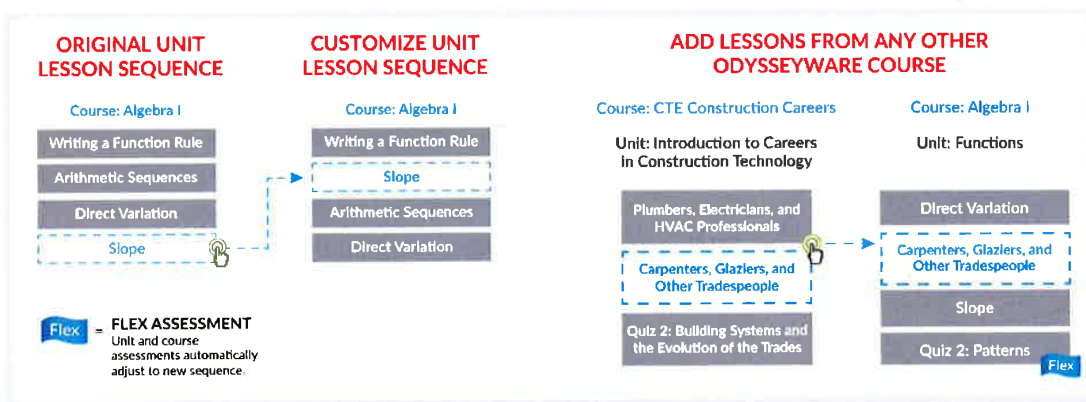 ORIGINAL UNIT
LESSON SEQUENCE
Course: Algebra I
Writing a Function Rule
Arithmetic Sequences
Direct Variation
Slope
CUSTOMIZE UNIT
LESSON SEQUENCE
Course: Algebra I
Writing a Function Rule
Slope
Arithmetic Sequences
Direct Variation
Flex = FLEX ASSESSMENT
Unit and course
assessments automatically
adjust to new sequence.
ADD LESSONS FROM ANY OTHER
ODYSSEYWARE COURSE
Course: CTE Construction Careers
Unit: Introduction to Careers
in Construction Technology
Plumbers, Electricians, and
HVAC Professionals
Carpenters, Glaziers, and
Other Tradespeople
Quiz 2: Building Systems and
the Evolution of the Trades
Course: Algebra I
Unit: Functions
Direct Variation
Carpenters, Glaziers, and
Other Tradespeople
Slope
Quiz 2: Patterns
Flex